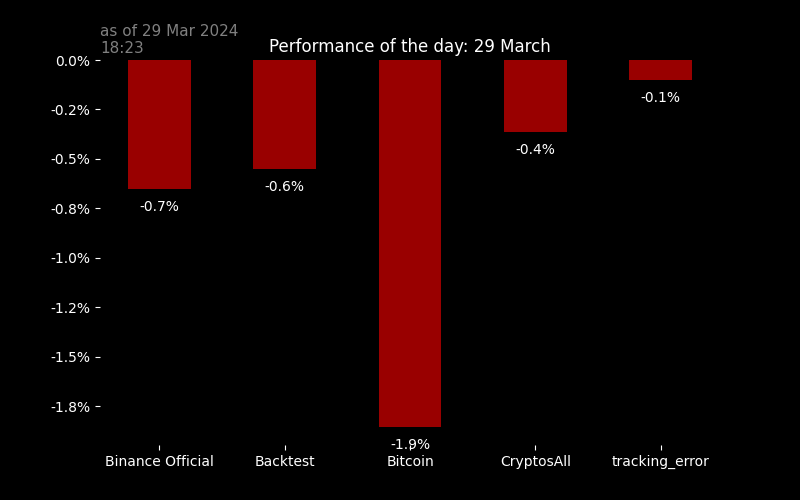 as of 29 Mar 2024
18:23
Performance of the day: 29 March
0.0%
-0.2%
-0.5%
-0.8%
-1.0%
-1.2%
-1.5%
-1.8%
-0.7%
-0.6%
-1.9%
-0.4%
-0.1%
Binance Official
Backtest
Bitcoin
CryptosAll
tracking_error